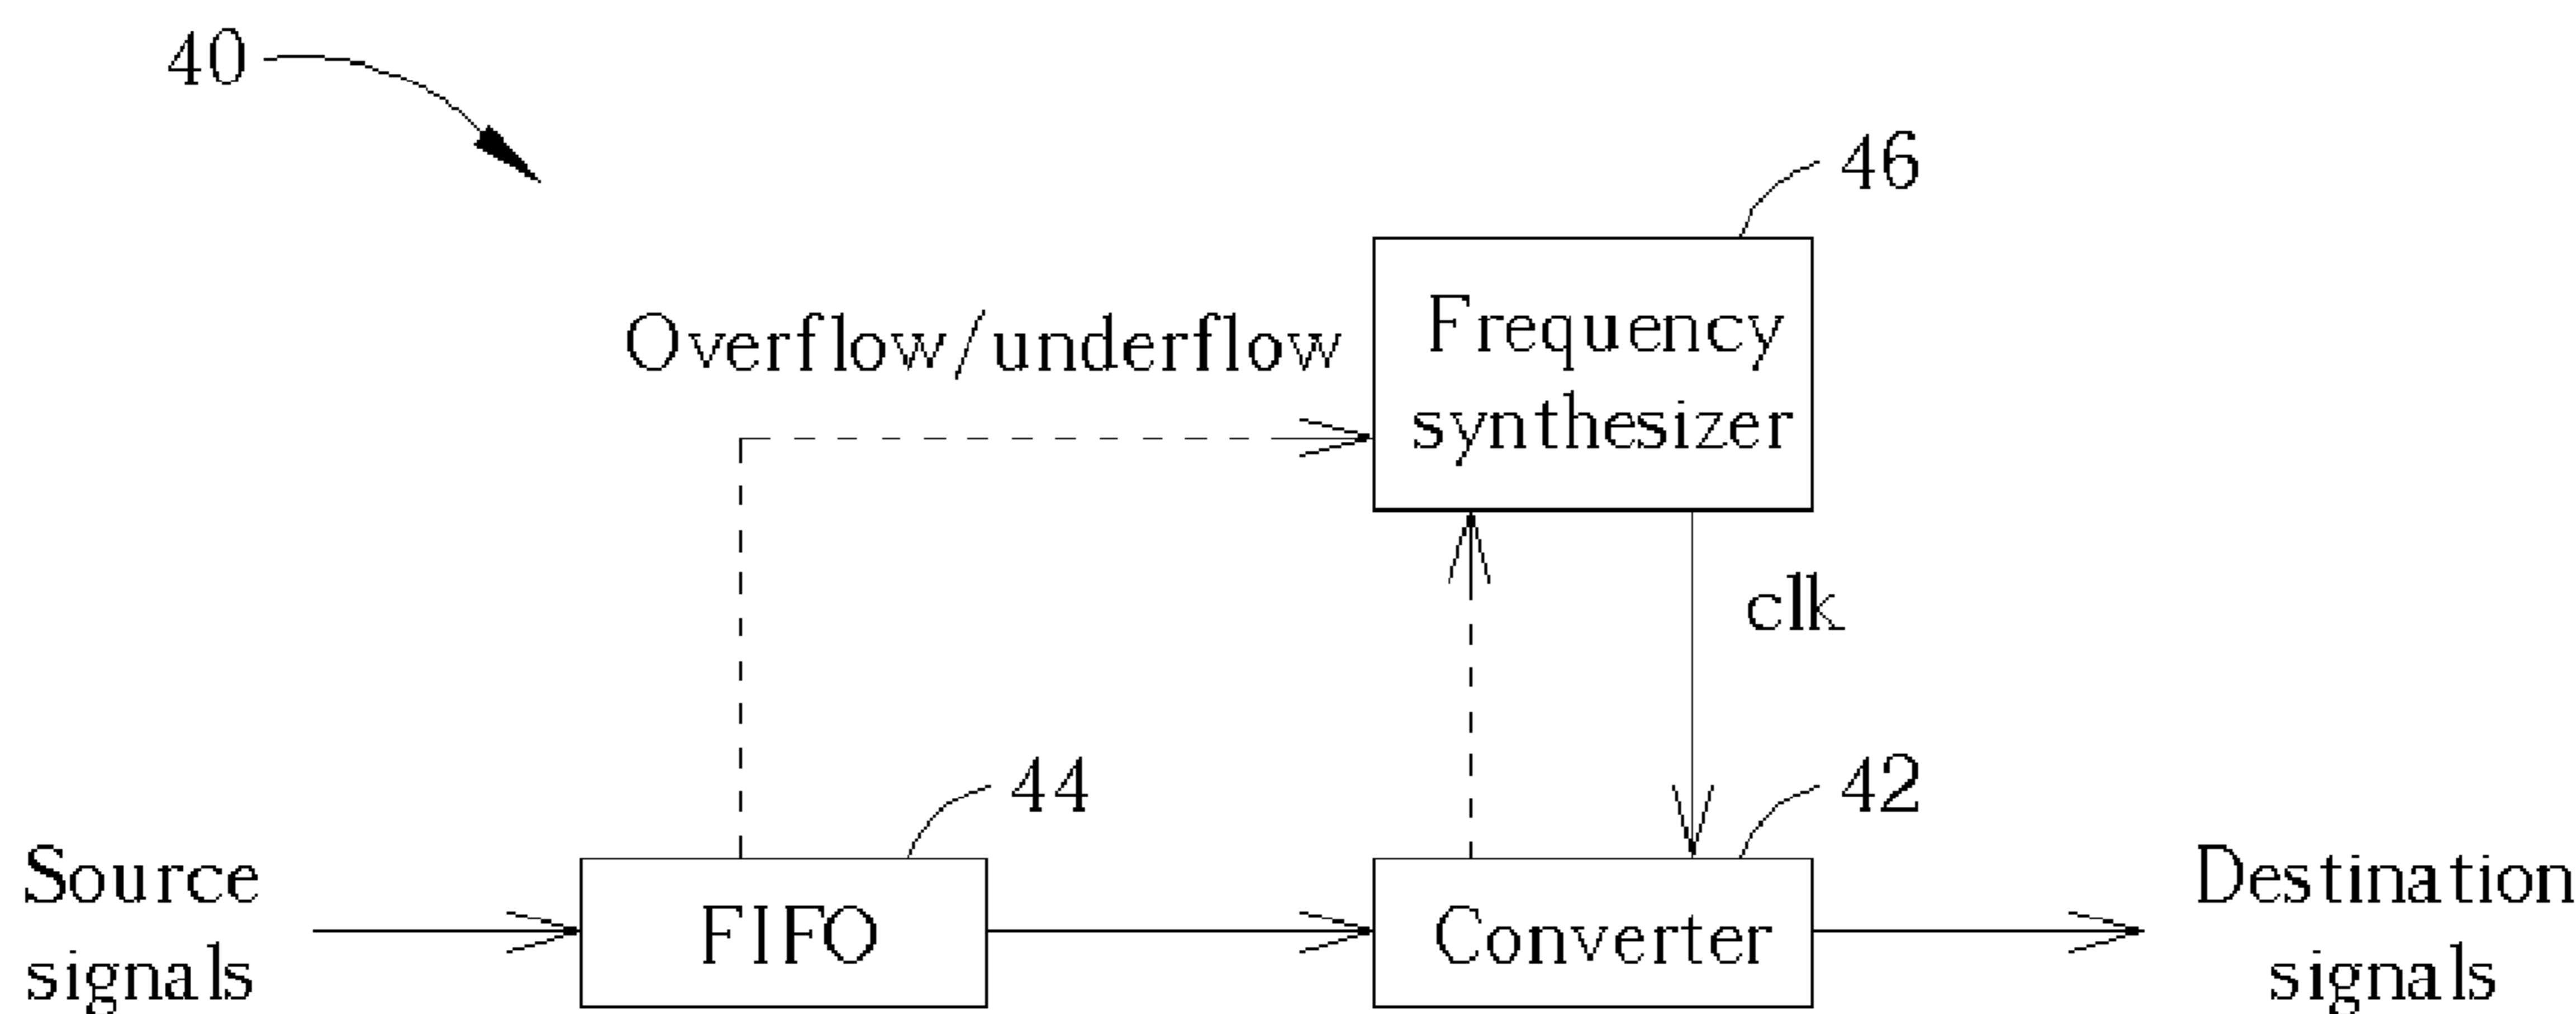 40
46
Frequency
synthesizer
Overflow/underflow
clk
44
42
Source
signals
FIFO
Converter
Destination
signals